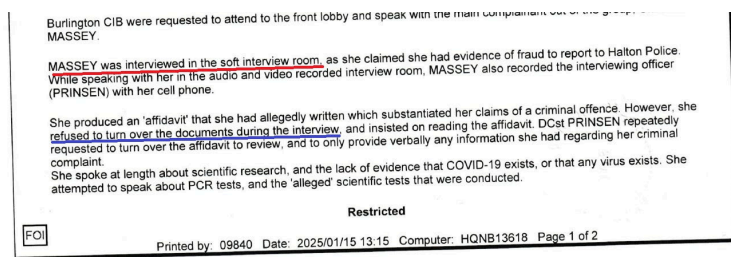 Burlington CIB were requested to attend to the front lobby and speak with the main complainant out of the group
MASSEY.
MASSEY was interviewed in the soft interview room, as she claimed she had evidence of fraud to report to Halton Police.
While speaking with her in the audio and video recorded interview room, MASSEY also recorded the interviewing officer
(PRINSEN) with her cell phone.
She produced an 'affidavit' that she had allegedly written which substantiated her claims of a criminal offence. However, she
refused to turn over the documents during the interview, and insisted on reading the affidavit. DCst PRINSEN repeatedly
requested to turn over the affidavit to review, and to only provide verbally any information she had regarding her criminal
complaint.
She spoke at length about scientific research, and the lack of evidence that COVID-19 exists, or that any virus exists. She
attempted to speak about PCR tests, and the 'alleged' scientific tests that were conducted.
Restricted
FOI
Printed by: 09840 Date: 2025/01/15 13:15 Computer: HQNB13618 Page 1 of 2